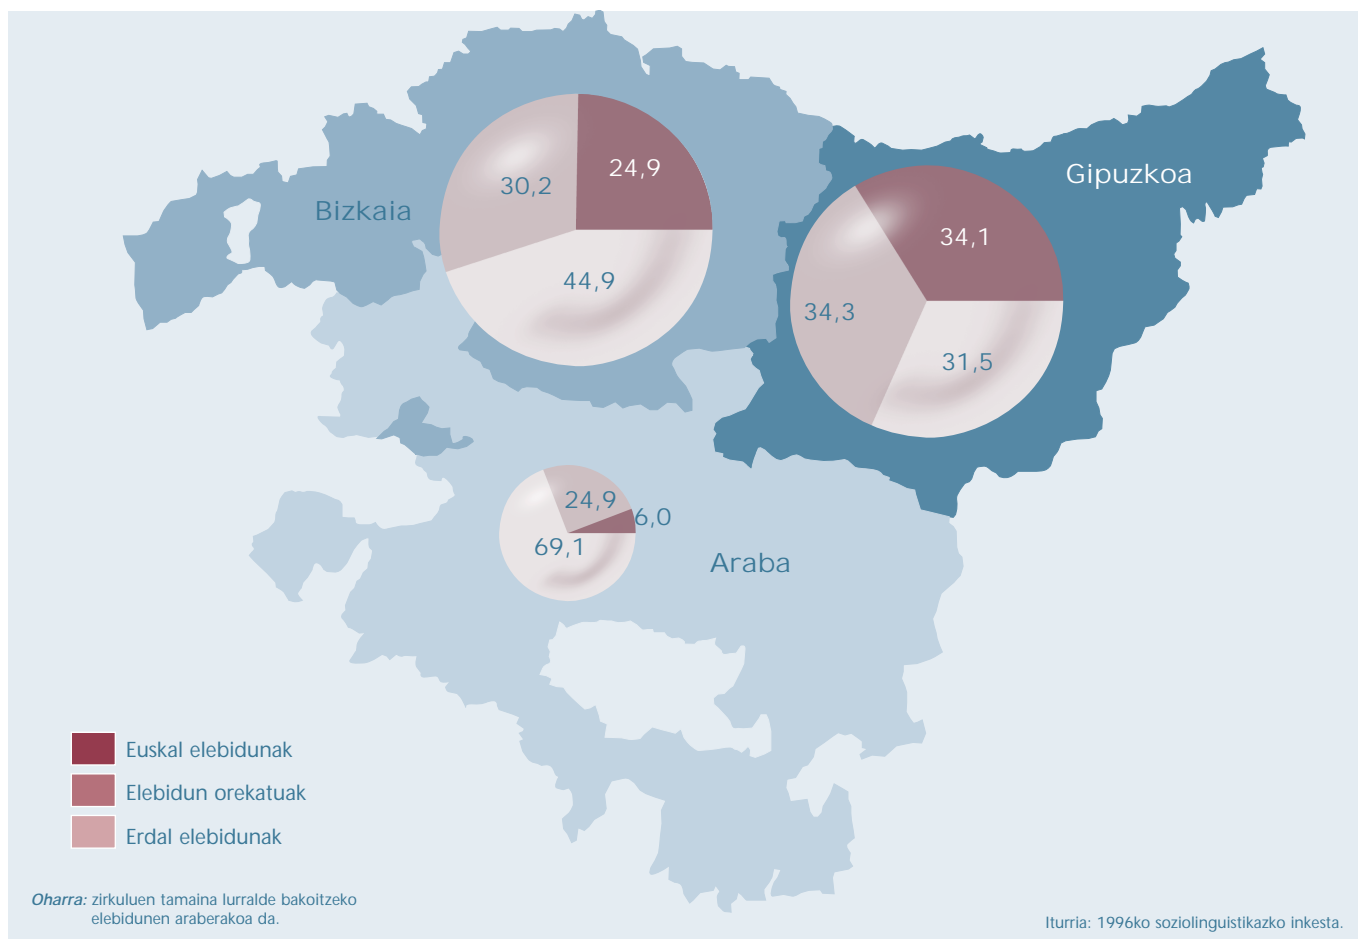 Gipuzkoa
Bizkaia
30,2
24,9
44,9
34,1
34,3
31,5
24,9
6,0
69,1
Araba
Euskal elebidunak
Elebidun orekatuak
Erdal elebidunak
Oharra: zirkuluen tamaina lurralde bakoitzeko
elebidunen araberakoa da.
Iturria: 1996ko soziolinguistikazko inkesta.